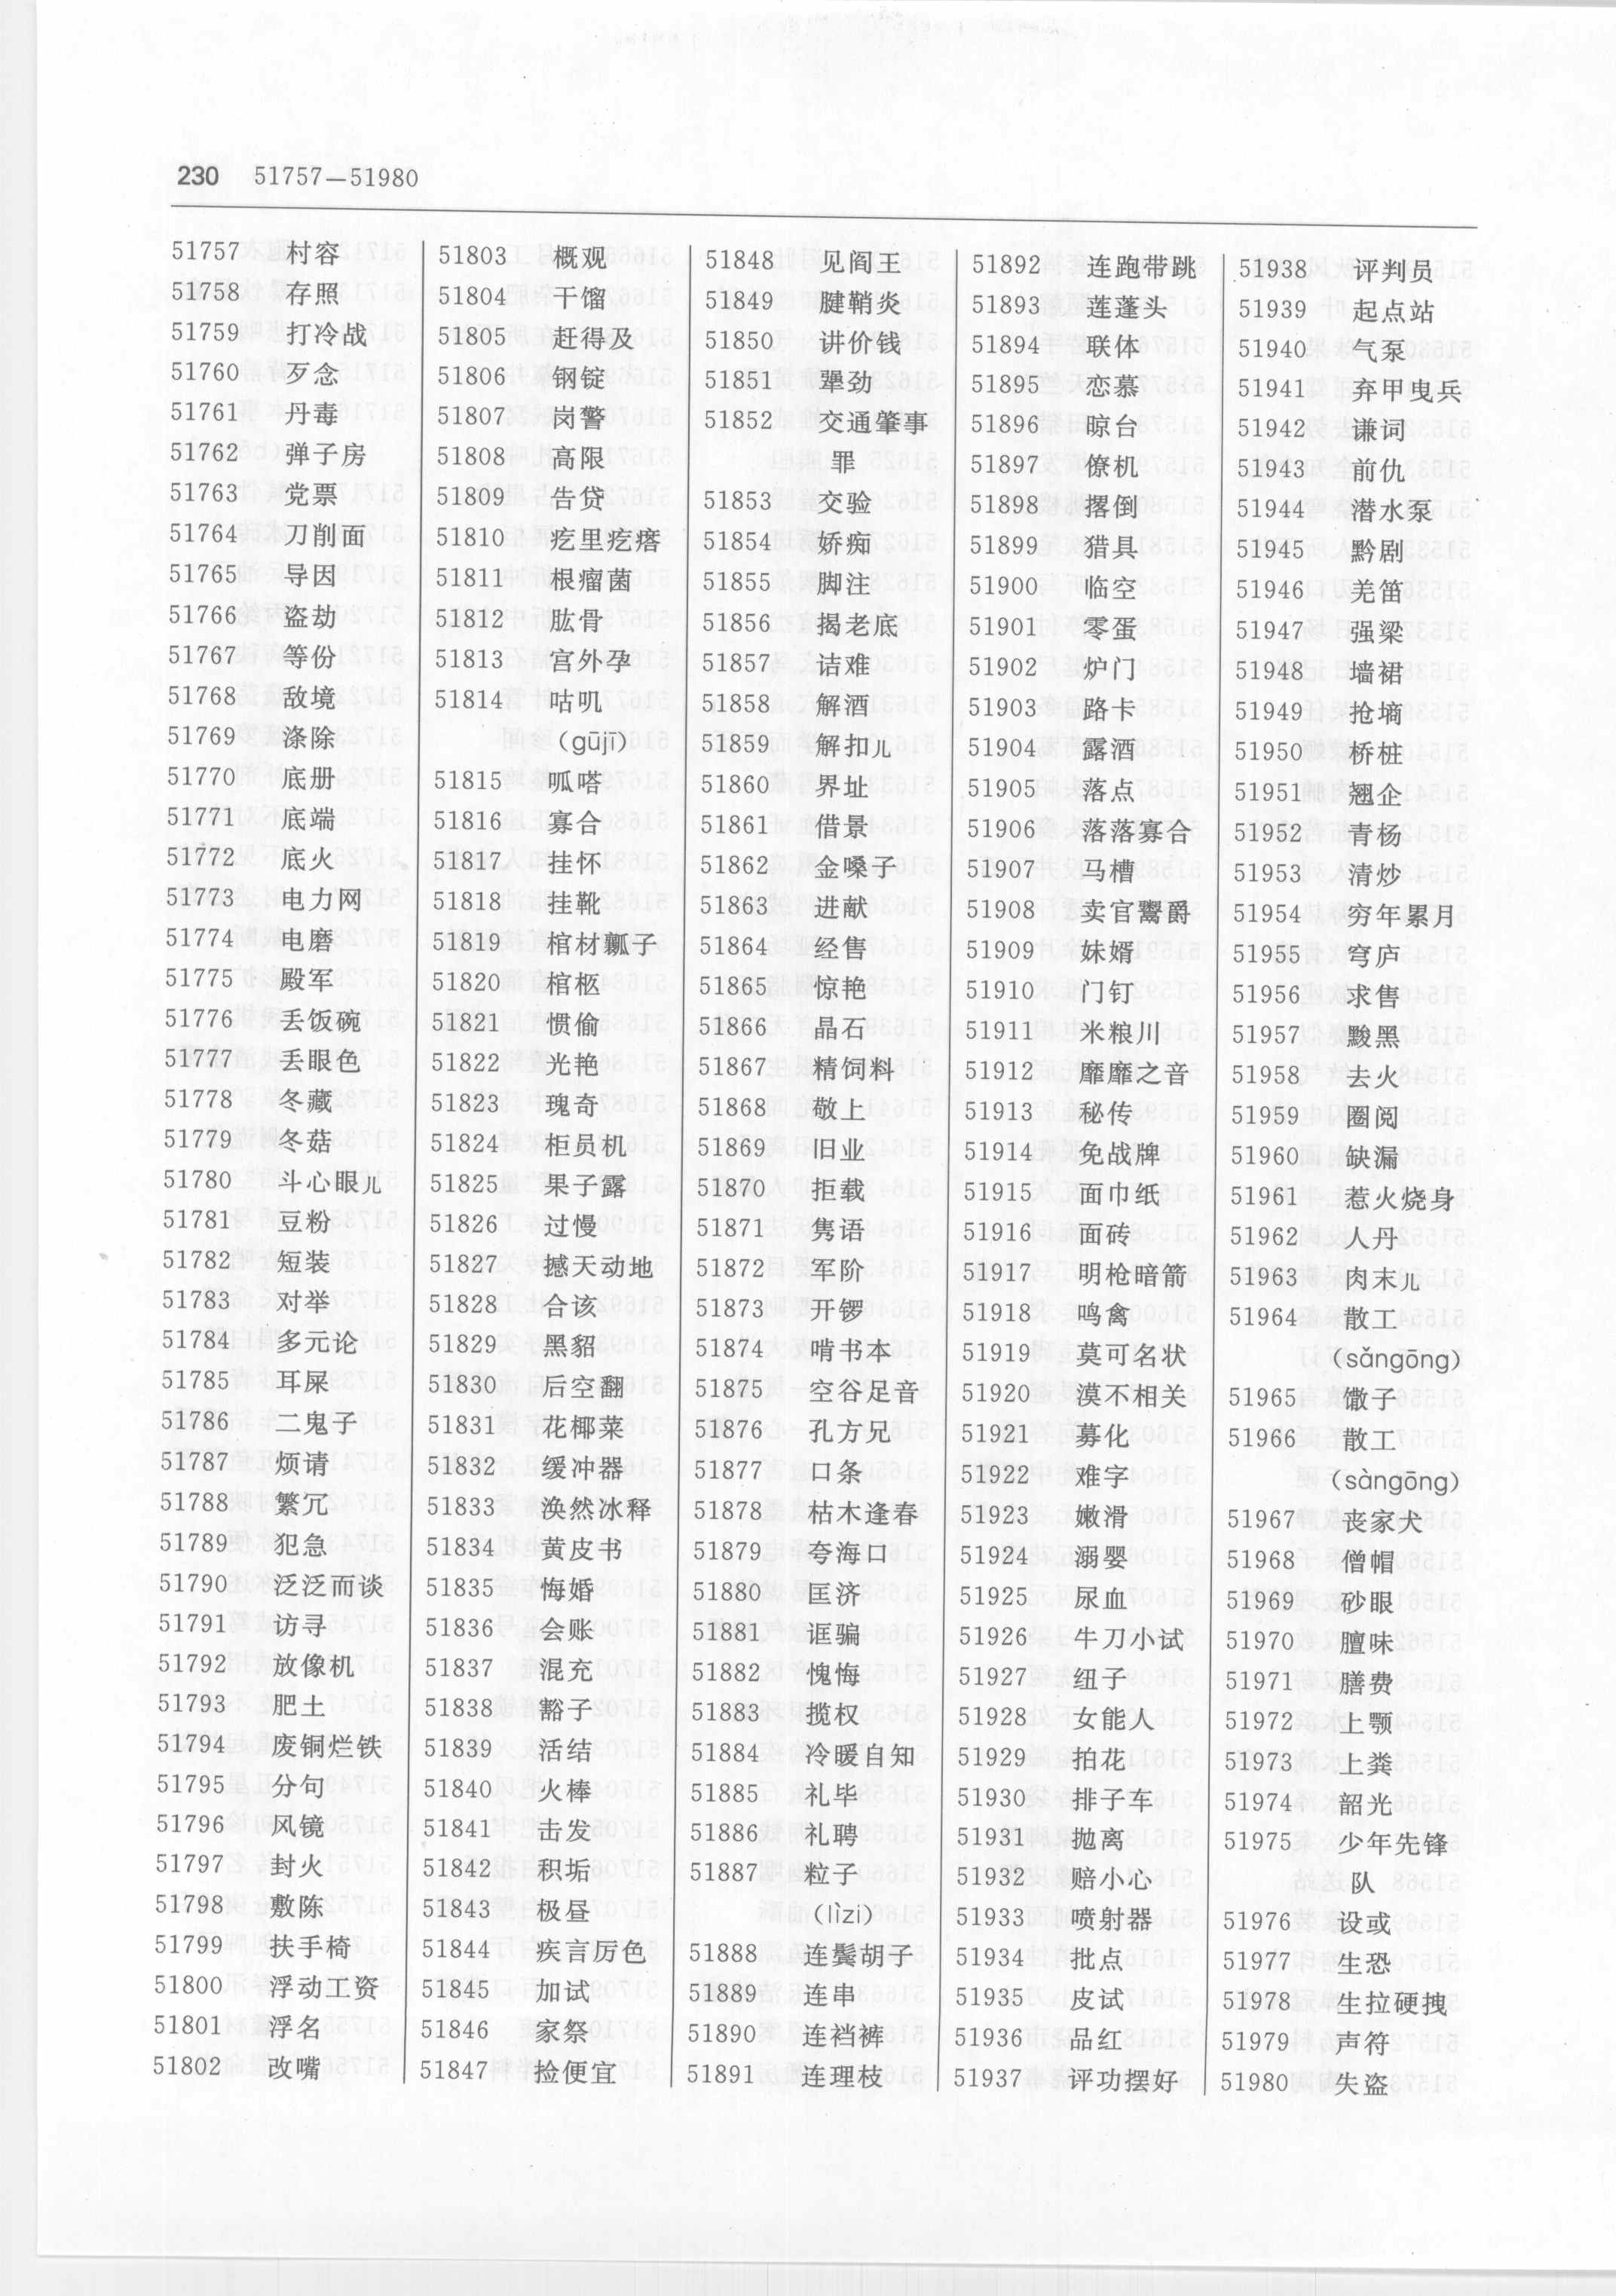 230 51757—51980
51757 村容
51758 存照
51759 打冷战
51760 歹念
51761 丹毒
51762 弹子房
51763 党票
51764 刀削面
51765 导因
51766 盗劫
51767 等份
51768 敌境
51769 涤除
51770 底册
51771 底端
51772 底火
51773 电力网
51774 电磨
51775 殿军
51776 丢饭碗
51777 丢眼色
51778 冬藏
51779 冬菇
51780 斗心眼儿
51781 豆粉
51782 短装
51783 对举
51784 多元论
51785 耳屎
51786 二鬼子
51787 烦请
51788 繁冗
51789 犯急
51790 泛泛而谈
51791 访寻
51792 放像机
51793 肥土
51794 废铜烂铁
51795 分句
51796 风镜
51797 封火
51798 敷陈
51799 扶手椅
51800 浮动工资
51801 浮名
51802 改嘴
51803 概观
51804 干馏
51805 赶得及
51806 钢锭
51807 岗警
51808 高限
51809 告贷
51810 疙里疙瘩
51811 根瘤菌
51812 肱骨
51813 宫外孕
51814 咕叽
(gūjī)
51815 呱嗒
51816 寡合
51817 挂怀
51818 挂靴
51819 棺材瓤子
51820 棺柩
51821 惯偷
51822 光艳
51823 瑰奇
51824 柜员机
51825 果子露
51826 过慢
51827 撼天动地
51828 合该
51829 黑貂
51830 后空翻
51831 花椰菜
51832 缓冲器
51833 涣然冰释
51834 黄皮书
51835 悔婚
51836 会账
51837 混充
51838 豁子
51839 活结
51840 火棒
51841 击发
51842 积垢
51843 极昼
51844 疾言厉色
51845 加试
51846 家祭
51847 捡便宜
51848 见阎王
51849 腱鞘炎
51850 讲价钱
51851 犟劲
51852 交通肇事
罪
51853 交验
51854 娇痴
51855 脚注
51856 揭老底
51857 诘难
51858 解酒
51859 解扣儿
51860 界址
51861 借景
51862 金嗓子
51863 进献
51864 经售
51865 惊艳
51866 晶石
51867 精饲料
51868 敬上
51869 旧业
51870 拒载
51871 隽语
51872 军阶
51873 开锣
51874 啃书本
51875 空谷足音
51876 孔方兄
51877 口条
51878 枯木逢春
51879 夸海口
51880 匡济
51881 诓骗
51882 愧悔
51883 揽权
51884 冷暖自知
51885 礼毕
51886 礼聘
51887 粒子
(lìzi)
51888 连鬓胡子
51889 连串
51890 连裆裤
51891 连理枝
51892 连跑带跳
51893 莲蓬头
51894 联体
51895 恋慕
51896 晾台
51897 僚机
51898 撂倒
51899 猎具
51900 临空
51901 零蛋
51902 炉门
51903 路卡
51904 露酒
51905 落点
51906 落落寡合
51907 马槽
51908 卖官鬻爵
51909 妹婿
51910 门钉
51911 米粮川
51912 靡靡之音
51913 秘传
51914 免战牌
51915 面巾纸
51916 面砖
51917 明枪暗箭
51918 鸣禽
51919 莫可名状
51920 漠不相关
51921 募化
51922 难字
51923 嫩滑
51924 溺婴
51925 尿血
51926 牛刀小试
51927 纽子
51928 女能人
51929 拍花
51930 排子车
51931 抛离
51932 赔小心
51933 喷射器
51934 批点
51935 皮试
51936 品红
51937 评功摆好
51938 评判员
51939 起点站
51940 气泵
51941 弃甲曳兵
51942 谦词
51943 前仇
51944 潜水泵
51945 黔剧
51946 羌笛
51947 强梁
51948 墙裙
51949 抢墒
51950 桥桩
51951 翘企
51952 青杨
51953 清炒
51954 穷年累月
51955 穹庐
51956 求售
51957 黢黑
51958 去火
51959 圈阅
51960 缺漏
51961 惹火烧身
51962 人丹
51963 肉末儿
51964 散工
(sǎngōng)
51965 馓子
51966 散工
(sàngōng)
51967 丧家犬
51968 僧帽
51969 砂眼
51970 膻味
51971 膳费
51972 上颚
51973 上粪
51974 韶光
51975 少年先锋
队
51976 设或
51977 生恐
51978 生拉硬拽
51979 声符
51980 失盗